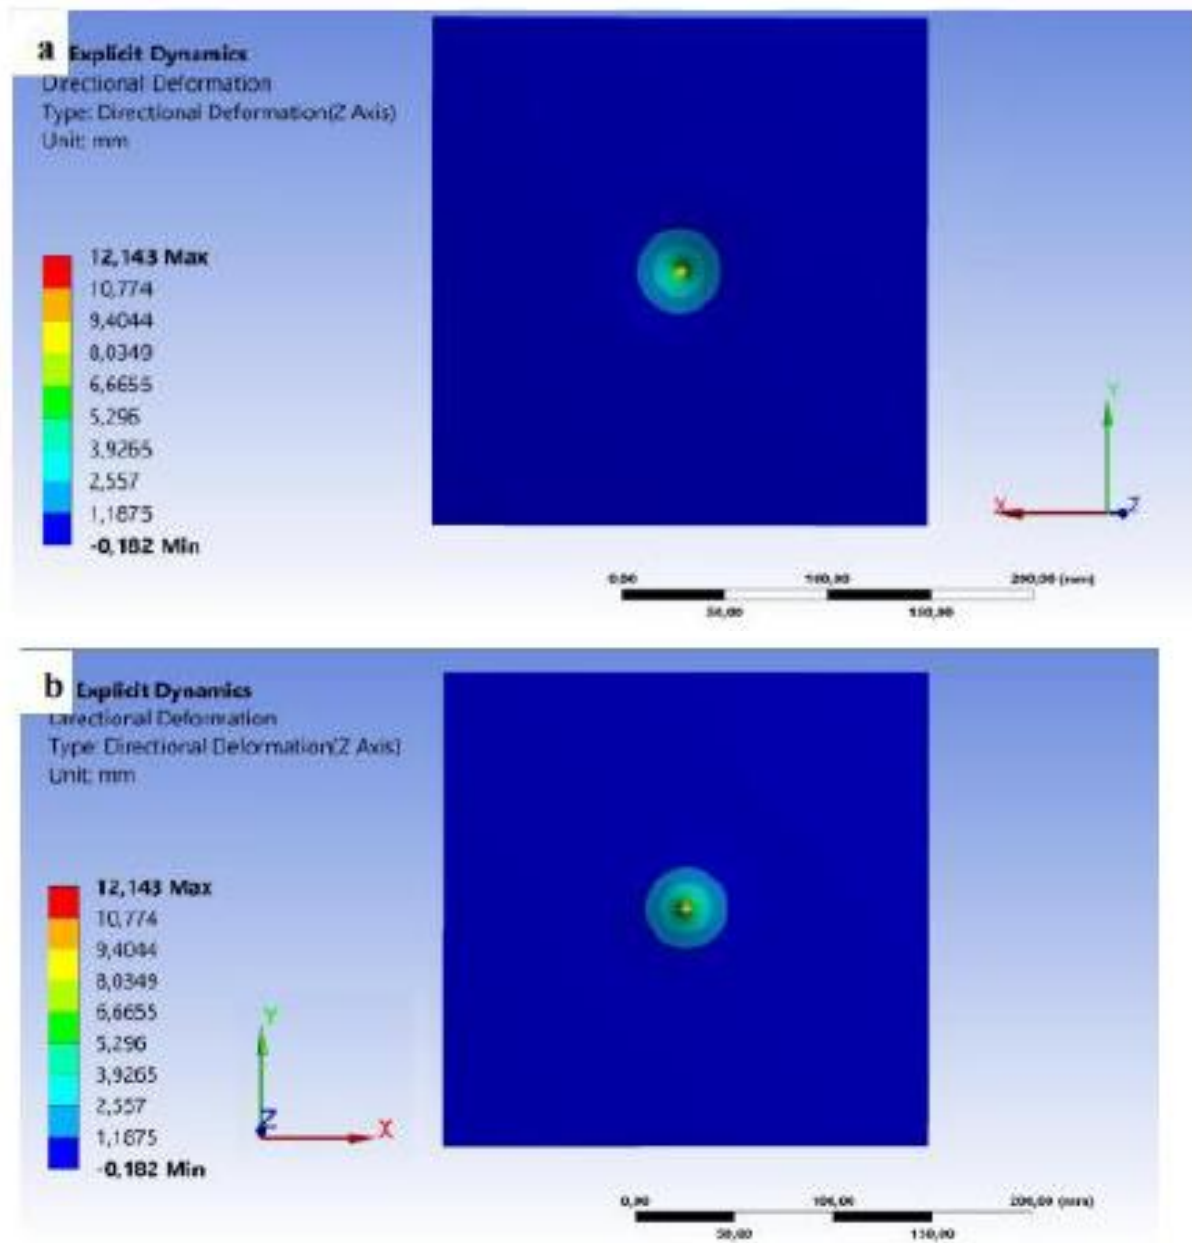 a
Explicit Dynamics
Directional Deformation
Type: Directional Deformation(Z Axis)
Unit: mm
12,143 Max
10,774
9,4044
8,0349
6,6655
5,296
3,9265
2,557
1,1875
-0,182 Min
Y
X
Z
0,00
100,00
200,00 (mm)
50,00
150,00
b
Explicit Dynamics
Directional Deformation
Type: Directional Deformation(Z Axis)
Unit: mm
12,143 Max
10,774
9,4044
8,0349
6,6655
5,296
3,9265
2,557
1,1875
-0,182 Min
Y
Z
X
0,00
100,00
200,00 (mm)
50,00
150,00